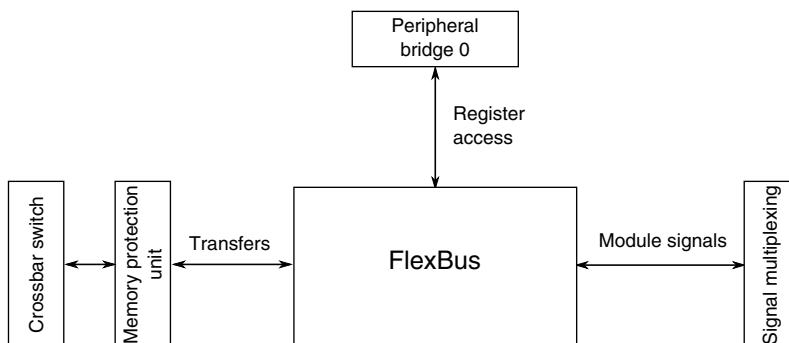 Peripheral
bridge 0
Register
access
Crossbar switch
Memory protection
unit
Transfers
FlexBus
Module signals
Signal multiplexing